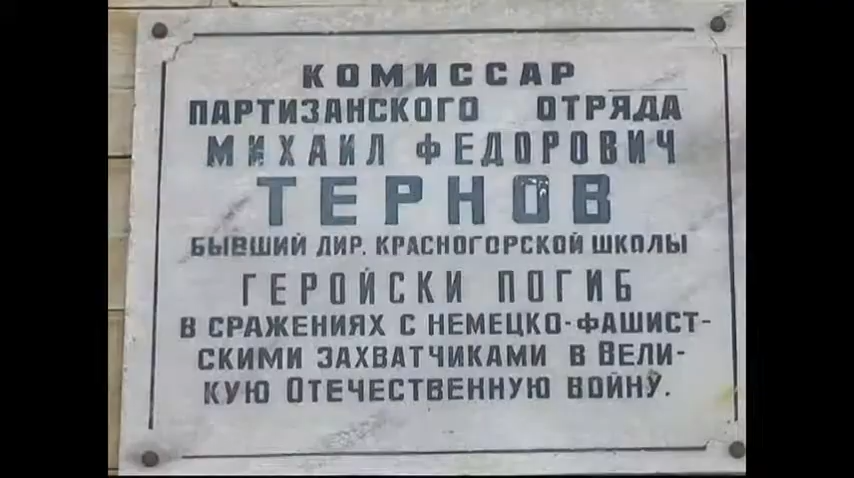 КОМИССАР
ПАРТИЗАНСКОГО ОТРЯДА
МИХАИЛ ФЕДОРОВИЧ
ТЕРНОВ
БЫВШИЙ ДИР. КРАСНОГОРСКОЙ ШКОЛЫ
ГЕРОЙСКИ ПОГИБ
В СРАЖЕНИЯХ С НЕМЕЦКО-ФАШИСТ-
СКИМИ ЗАХВАТЧИКАМИ В ВЕЛИ-
КУЮ ОТЕЧЕСТВЕННУЮ ВОЙНУ.